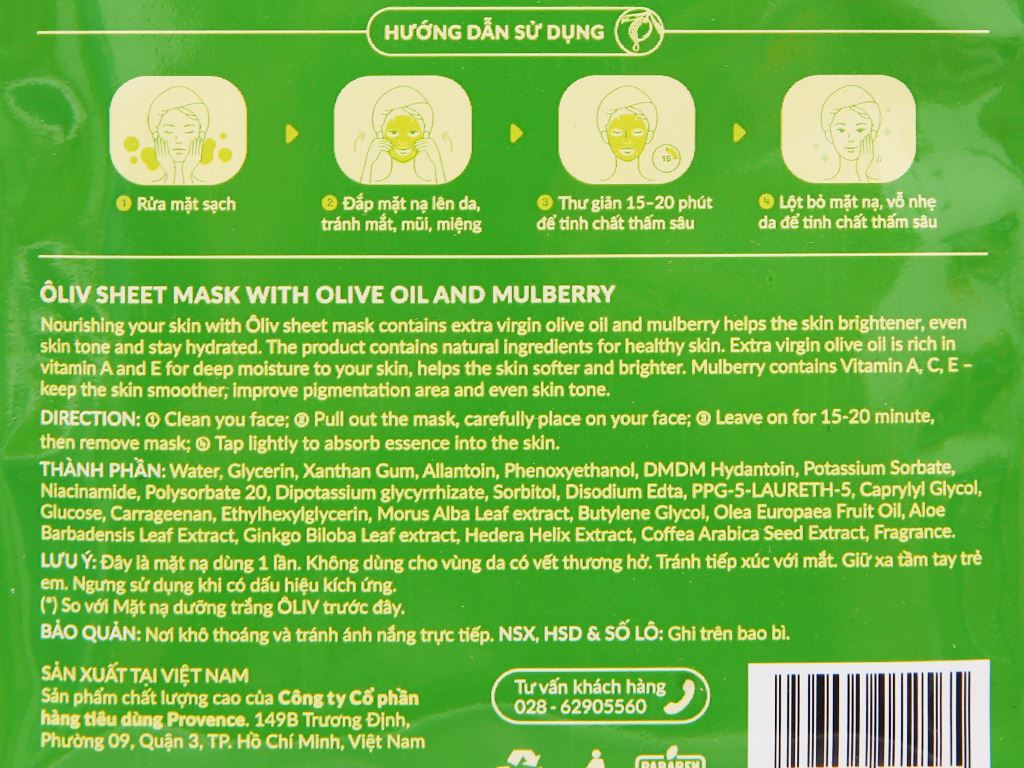 HƯỚNG DẪN SỬ DỤNG
15
① Rửa mặt sạch
② Đắp mặt nạ lên da,
tránh mắt, mũi, miệng
③ Thư giãn 15-20 phút
để tinh chất thấm sâu
④ Lột bỏ mặt nạ, vỗ nhẹ
da để tinh chất thấm sâu
ÔLIV SHEET MASK WITH OLIVE OIL AND MULBERRY
Nourishing your skin with Ôliv sheet mask contains extra virgin olive oil and mulberry helps the skin brightener, even
skin tone and stay hydrated. The product contains natural ingredients for healthy skin. Extra virgin olive oil is rich in
vitamin A and E for deep moisture to your skin, helps the skin softer and brighter. Mulberry contains Vitamin A, C, E –
keep the skin smoother, improve pigmentation area and even skin tone.
DIRECTION: ① Clean you face; ② Pull out the mask, carefully place on your face; ③ Leave on for 15-20 minute,
then remove mask; ④ Tap lightly to absorb essence into the skin.
THÀNH PHẦN: Water, Glycerin, Xanthan Gum, Allantoin, Phenoxyethanol, DMDM Hydantoin, Potassium Sorbate,
Niacinamide, Polysorbate 20, Dipotassium glycyrrhizate, Sorbitol, Disodium Edta, PPG-5-LAURETH-5, Caprylyl Glycol,
Glucose, Carrageenan, Ethylhexylglycerin, Morus Alba Leaf extract, Butylene Glycol, Olea Europaea Fruit Oil, Aloe
Barbadensis Leaf Extract, Ginkgo Biloba Leaf extract, Hedera Helix Extract, Coffea Arabica Seed Extract, Fragrance.
LƯU Ý: Đây là mặt nạ dùng 1 lần. Không dùng cho vùng da có vết thương hở. Tránh tiếp xúc với mắt. Giữ xa tầm tay trẻ
em. Ngưng sử dụng khi có dấu hiệu kích ứng.
(*) So với Mặt nạ dưỡng trắng ÔLIV trước đây.
BẢO QUẢN: Nơi khô thoáng và tránh ánh nắng trực tiếp. NSX, HSD & SỐ LÔ: Ghi trên bao bì.
SẢN XUẤT TẠI VIỆT NAM
Sản phẩm chất lượng cao của Công ty Cổ phần
hàng tiêu dùng Provence. 149B Trương Định,
Phường 09, Quận 3, TP. Hồ Chí Minh, Việt Nam
Tư vấn khách hàng
028 - 62905560
PARABEN